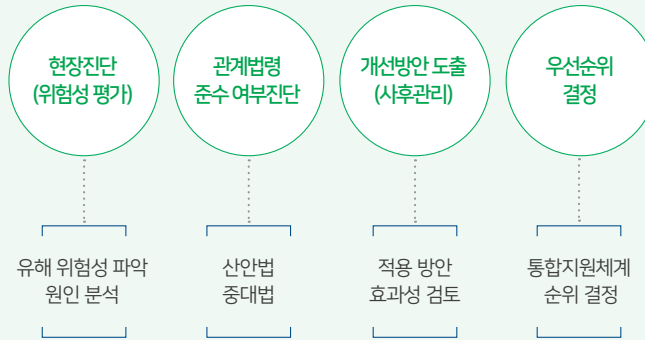 현장진단
(위험성 평가)
관계법령
준수 여부진단
개선방안 도출
(사후관리)
우선순위
결정
유해 위험성 파악
원인 분석
산안법
중대법
적용 방안
효과성 검토
통합지원체계
순위 결정